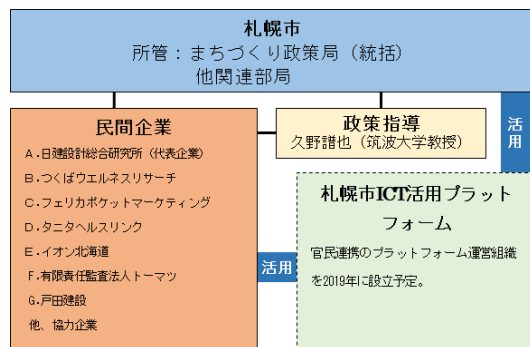 札幌市
所管：まちづくり政策局（統括）
他関連部局
民間企業
A．日建設計総合研究所（代表企業）
B．つくばウエルネスリサーチ
C．フェリカポケットマーケティング
D．タニタヘルスリンク
E．イオン北海道
F．有限責任監査法人トーマツ
G．戸田建設
他、協力企業
政策指導
久野譜也（筑波大学教授）
活用
札幌市ICT活用プラット
フォーム
官民連携のプラットフォーム運営組織
を2019年に設立予定。
活用